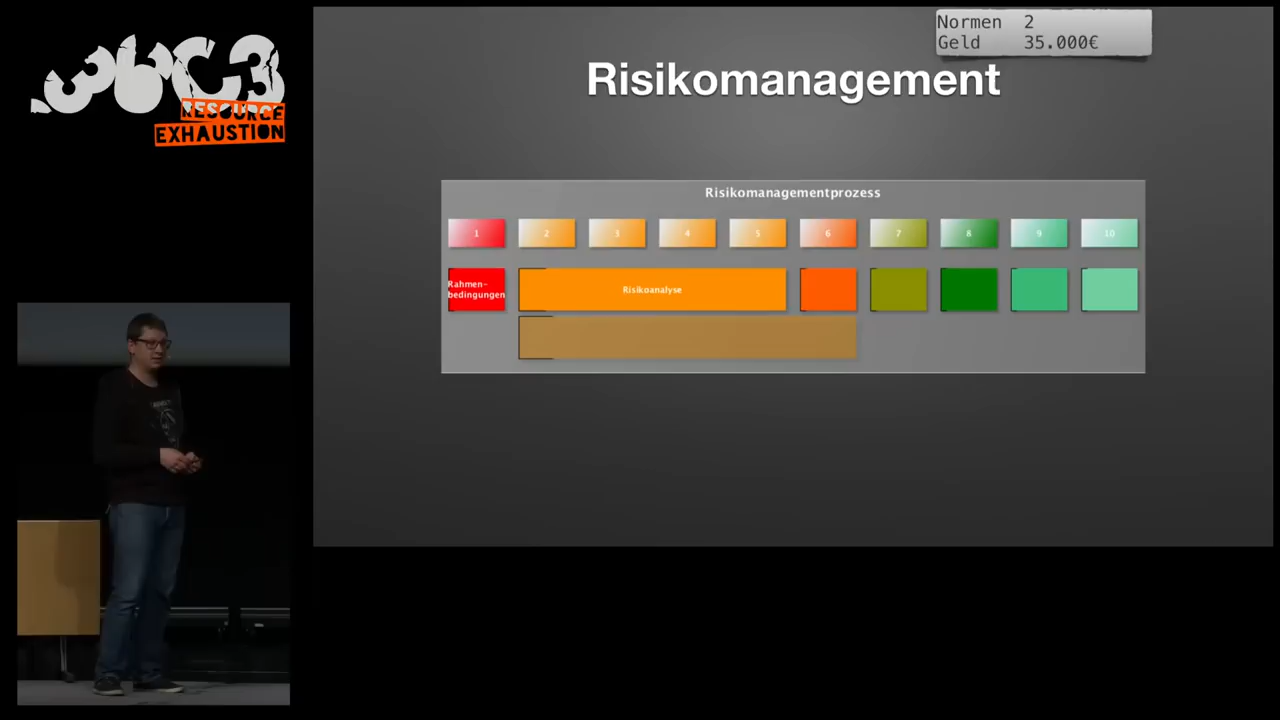 36C3
RESOURCE
EXHAUSTION
Normen 2
Geld 35.000€
Risikomanagement
Risikomanagementprozess
1 2 3 4 5 6 7 8 9 10
Rahmen-
bedingungen
Risikoanalyse